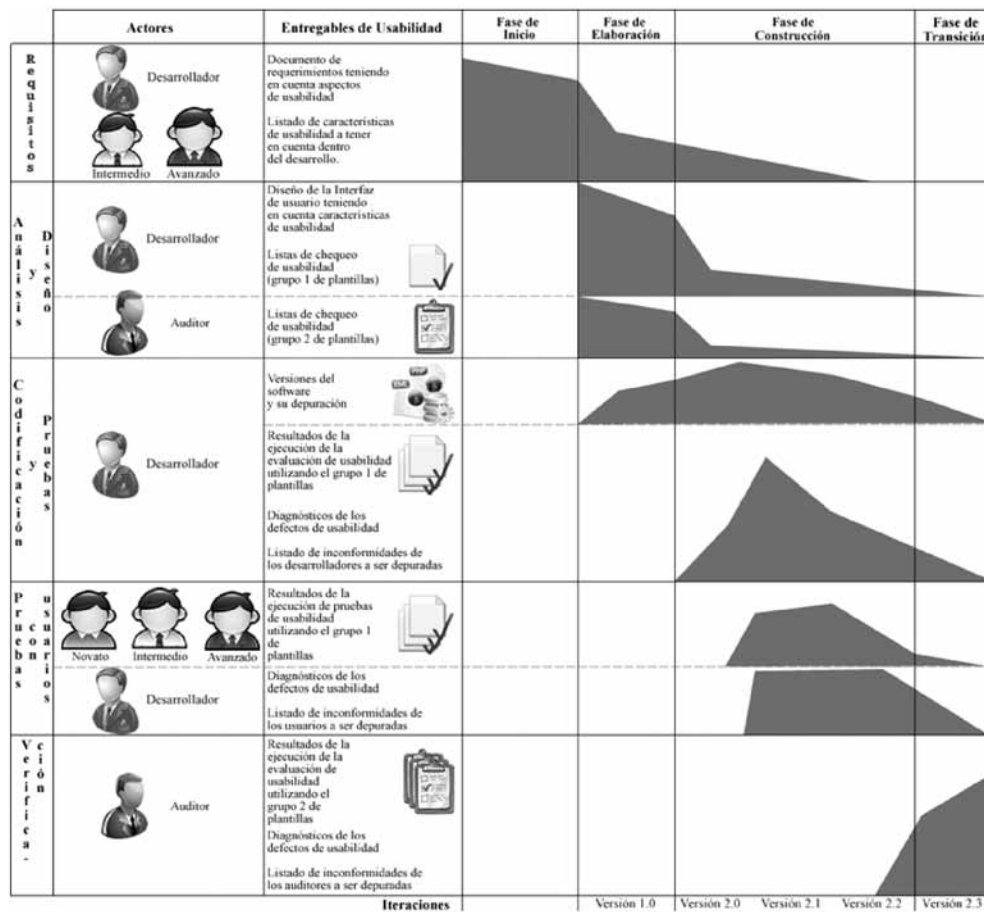 Actores
Entregables de Usabilidad
Fase de
Inicio
Fase de
Elaboración
Fase de
Construcción
Fase de
Transición
Requisitos
Desarrollador
Intermedio
Avanzado
Documento de
requerimientos teniendo
en cuenta aspectos
de usabilidad
Listado de características
de usabilidad a tener
en cuenta dentro
del desarrollo.
Análisis
y
Diseño
Desarrollador
Diseño de la Interfaz
de usuario teniendo
en cuenta características
de usabilidad
Listas de chequeo
de usabilidad
(grupo 1 de plantillas)
Auditor
Listas de chequeo
de usabilidad
(grupo 2 de plantillas)
Codificación
y
Pruebas
Desarrollador
Versiones del
software
y su depuración
Resultados de la
ejecución de la
evaluación de usabilidad
utilizando el grupo 1 de
plantillas
Diagnósticos de los
defectos de usabilidad
Listado de inconformidades de
los desarrolladores a ser depuradas
Pruebas
con
usuarios
Novato
Intermedio
Avanzado
Resultados de la
ejecución de pruebas
de usabilidad
utilizando el grupo 1
de
plantillas
Desarrollador
Diagnósticos de los
defectos de usabilidad
Listado de inconformidades de
los usuarios a ser depuradas
Verifica-
ción
Auditor
Resultados de la
ejecución de la
evaluación de
usabilidad
utilizando el
grupo 2 de
plantillas
Diagnósticos de los
defectos de usabilidad
Listado de inconformidades de
los auditores a ser depuradas
Iteraciones
Versión 1.0
Versión 2.0
Versión 2.1
Versión 2.2
Versión 2.3